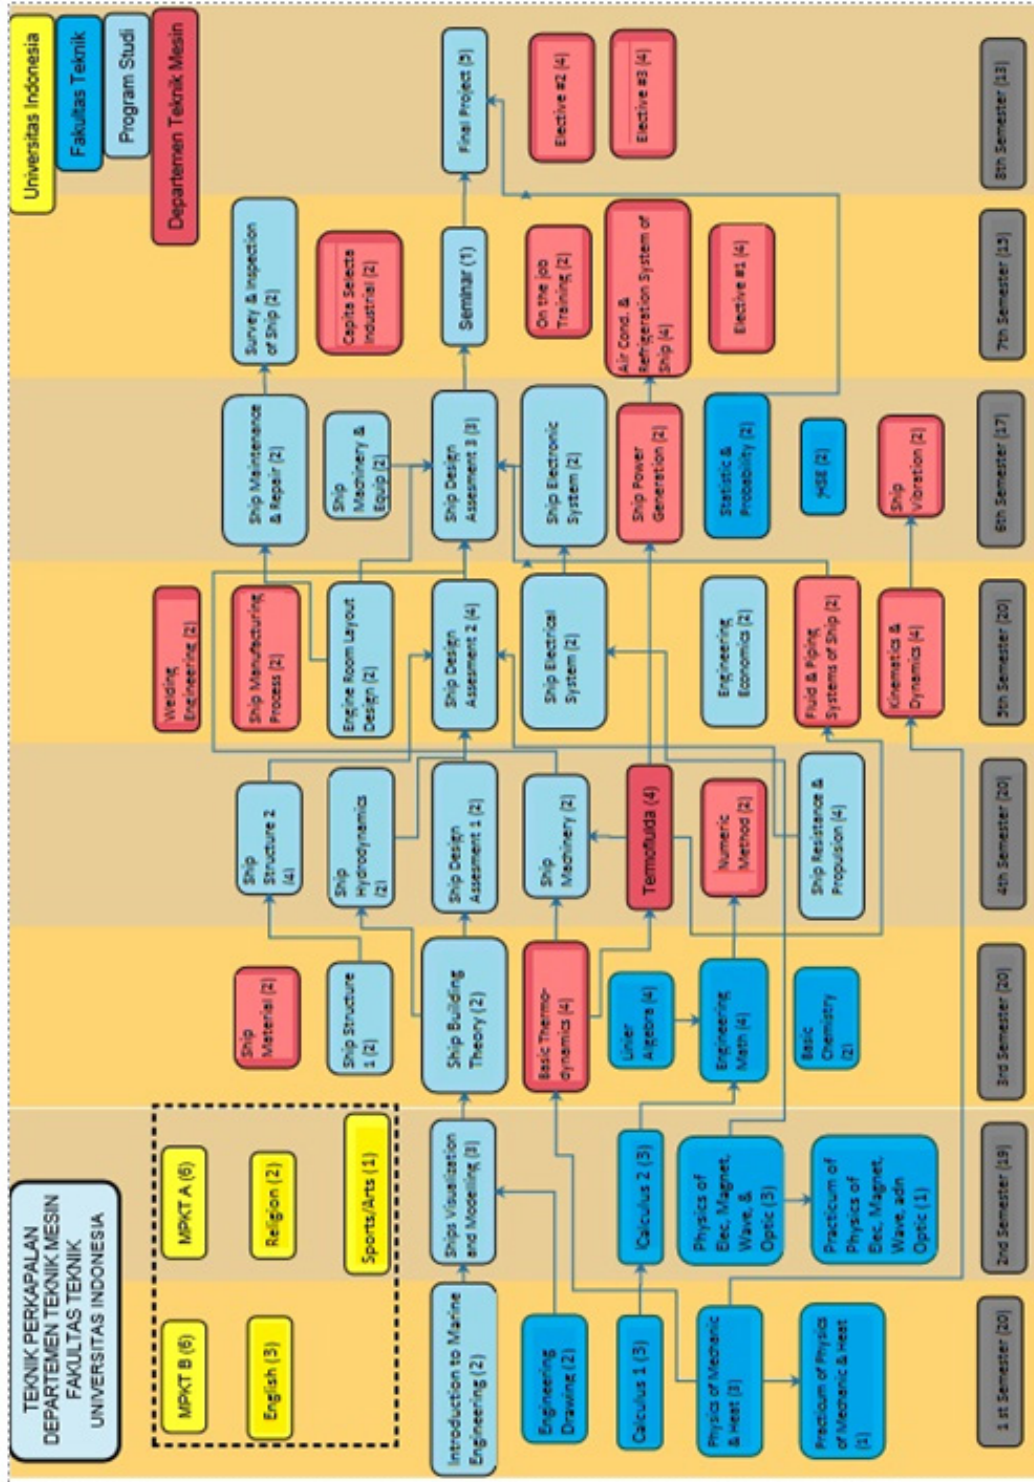 TEKNIK PERKAPALAN
DEPARTEMEN TEKNIK MESIN
FAKULTAS TEKNIK
UNIVERSITAS INDONESIA
Universitas Indonesia
Fakultas Teknik
Program Studi
Departemen Teknik Mesin
MPKT B (6)
English (3)
Introduction to Marine
Engineering (2)
Engineering
Drawing (2)
Calculus 1 (3)
Physics of Mechanic
& Heat (3)
Practicum of Physics
of Mechanic & Heat
(1)
1 st Semester (20)
MPKT A (6)
Religion (2)
Sports/Arts (1)
Ships Visualization
and Modeling (3)
Calculus 2 (3)
Physics of
Elec, Magnet,
Wave, &
Optic (3)
Practicum of
Physics of
Elec, Magnet,
Wave, adn
Optic (1)
2nd Semester (19)
Ship
Material (2)
Ship Structure
1 (2)
Ship Building
Theory (2)
Basic Thermo-
dynamics (4)
Linier
Algebra (4)
Engineering
Math (4)
Basic
Chemistry (2)
3rd Semester (20)
Ship
Structure 2
(4)
Ship
Hydrodynamics
(2)
Ship Design
Assesment 1 (2)
Ship
Machinery (2)
Termofluida (4)
Numeric
Method (2)
Ship Resistance &
Propulsion (4)
4th Semester (20)
Welding
Engineering (2)
Ship Manufacturing
Process (2)
Engine Room Layout
Design (2)
Ship Design
Assesment 2 (4)
Ship Electrical
System (2)
Engineering
Economics (2)
Fluid & Piping
Systems of Ship (2)
Kinematics &
Dynamics (4)
5th Semester (20)
Ship Maintenance
& Repair (2)
Ship
Machinery &
Equip (2)
Ship Design
Assesment 3 (3)
Ship Electronic
System (2)
Ship Power
Generation (2)
Statistic &
Probability (2)
HSE (2)
Ship
Vibration (2)
6th Semester (17)
Survey & Inspection
of Ship (2)
Capita Selecta
Industrial (2)
Seminar (1)
On the job
Training (2)
Air Cond. &
Refrigeration System of
Ship (4)
Elective #1 (4)
7th Semester (15)
Final Project (5)
Elective #2 (4)
Elective #3 (4)
8th Semester (13)